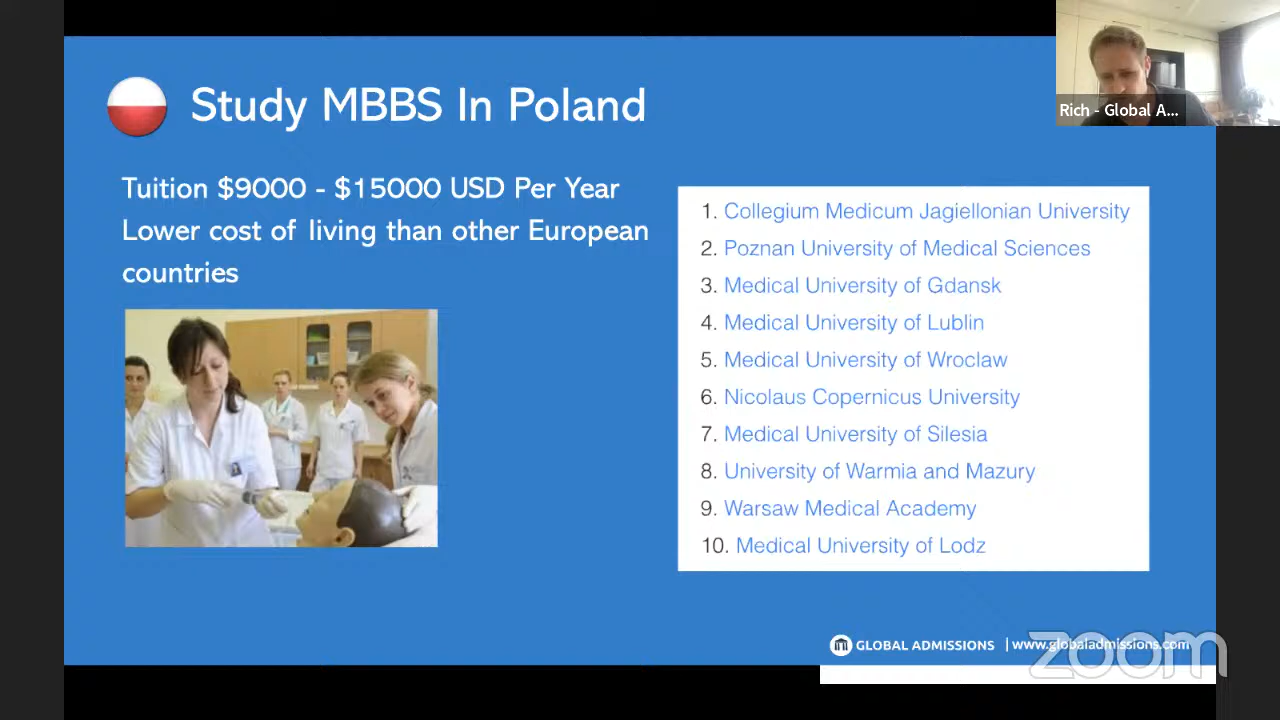 Study MBBS In Poland
Rich - Global A...
Tuition $9000 - $15000 USD Per Year
Lower cost of living than other European
countries
1. Collegium Medicum Jagiellonian University
2. Poznan University of Medical Sciences
3. Medical University of Gdansk
4. Medical University of Lublin
5. Medical University of Wroclaw
6. Nicolaus Copernicus University
7. Medical University of Silesia
8. University of Warmia and Mazury
9. Warsaw Medical Academy
10. Medical University of Lodz
GLOBAL ADMISSIONS | www.globaladmissions.com
zoom